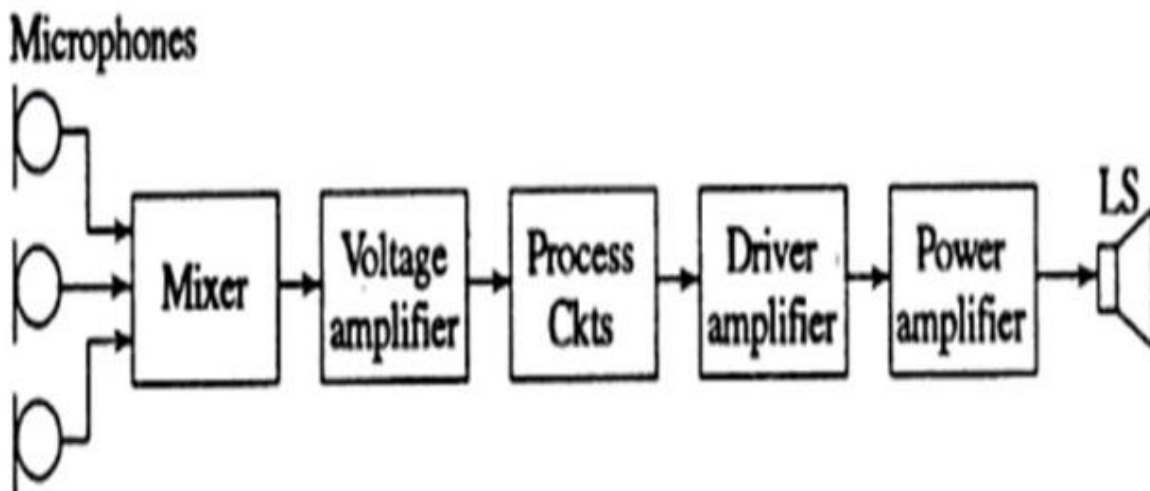 Microphones
Mixer
Voltage
amplifier
Process
Ckts
Driver
amplifier
Power
amplifier
LS